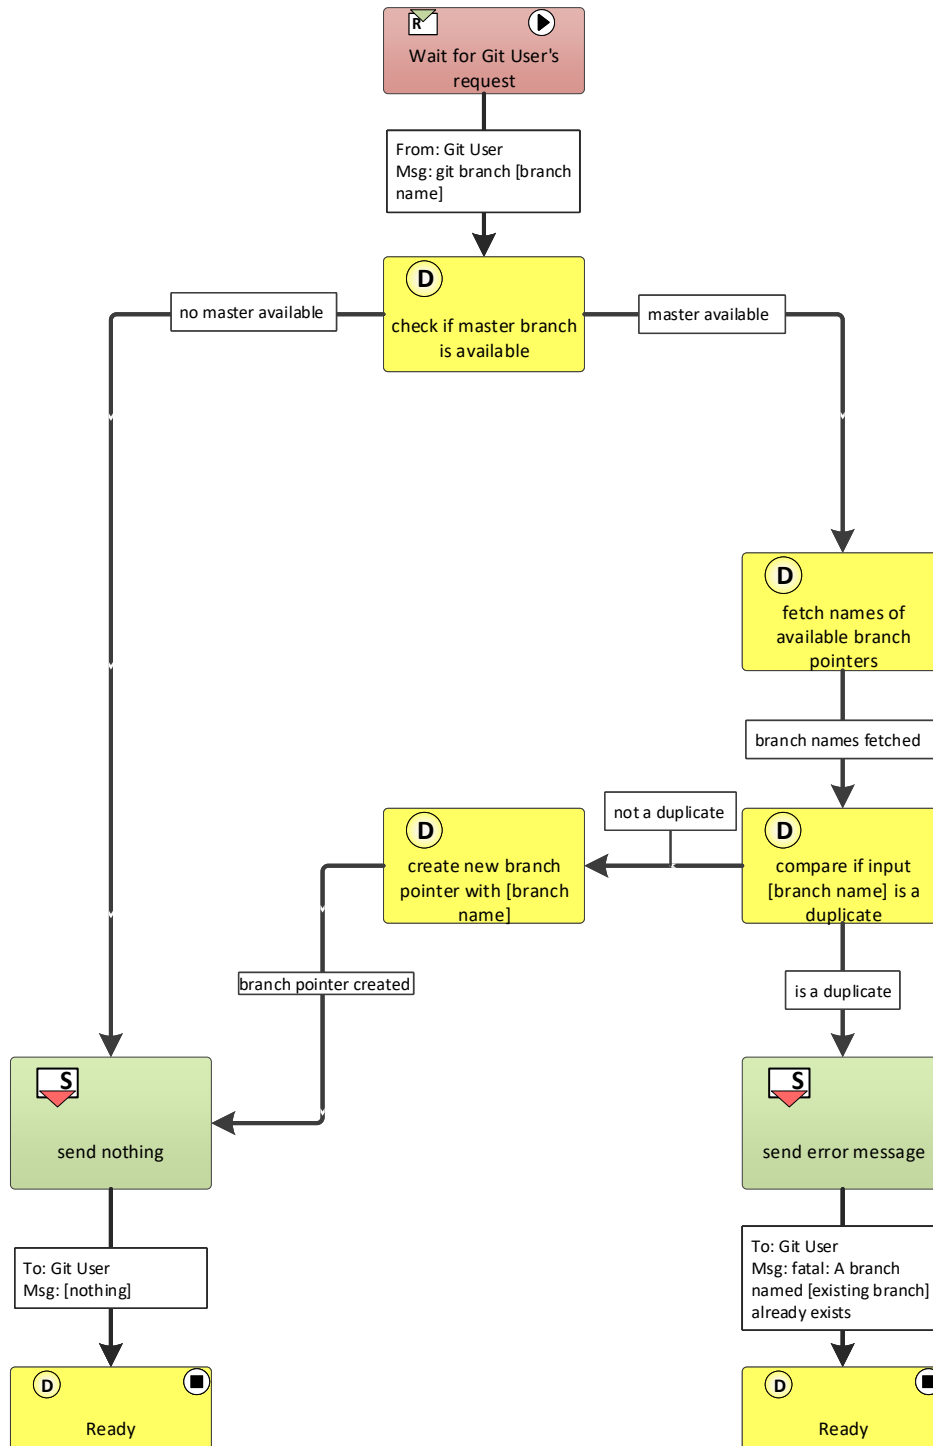 R
Wait for Git User's
request
From: Git User
Msg: git branch [branch
name]
D
check if master branch
is available
no master available
master available
D
fetch names of
available branch
pointers
branch names fetched
not a duplicate
D
create new branch
pointer with [branch
name]
D
compare if input
[branch name] is a
duplicate
branch pointer created
is a duplicate
S
send nothing
S
send error message
To: Git User
Msg: [nothing]
To: Git User
Msg: fatal: A branch
named [existing branch]
already exists
D
Ready
D
Ready